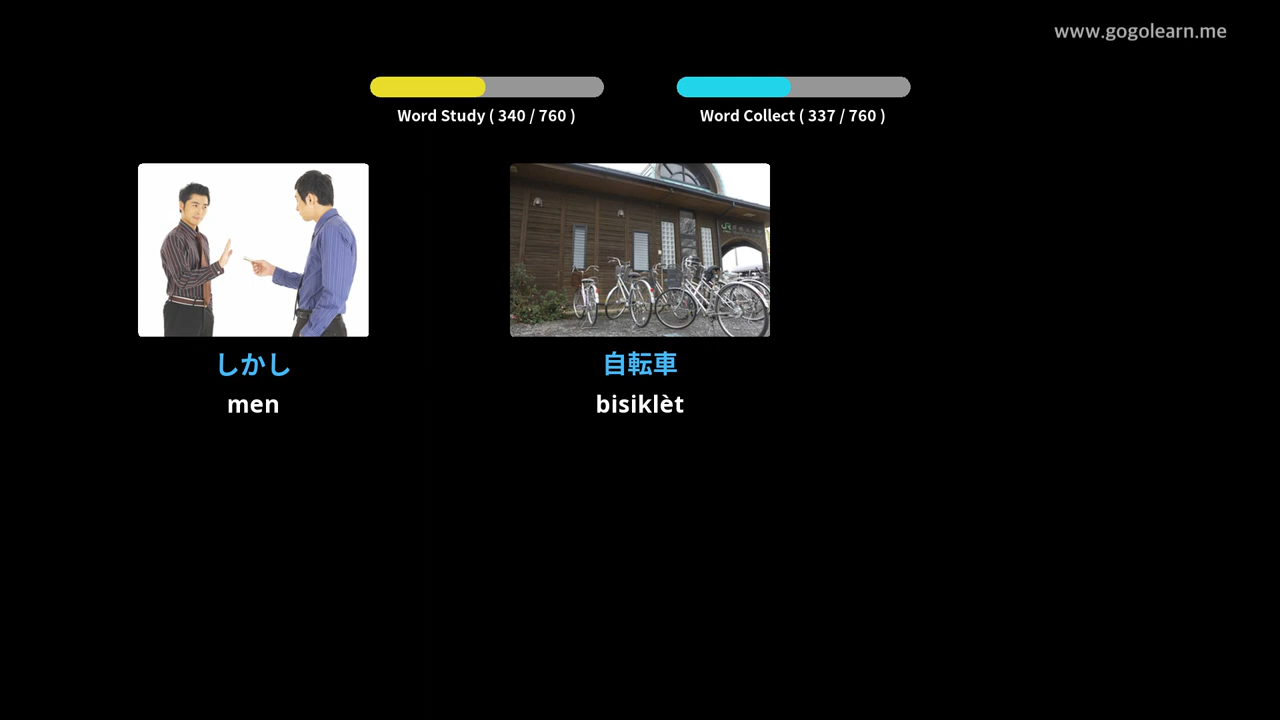 www.gogolearn.me
Word Study ( 340 / 760 )
Word Collect ( 337 / 760 )
しかし
men
自転車
bisiklèt